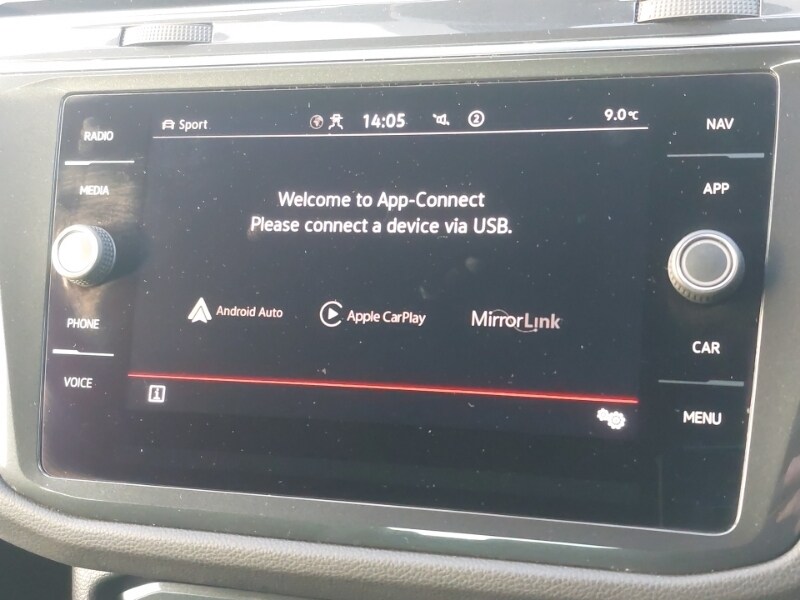 Sport 14:05 2 9.0°C
RADIO
MEDIA
PHONE
VOICE
Welcome to App-Connect
Please connect a device via USB.
Android Auto Apple CarPlay MirrorLink
i
NAV
APP
CAR
MENU